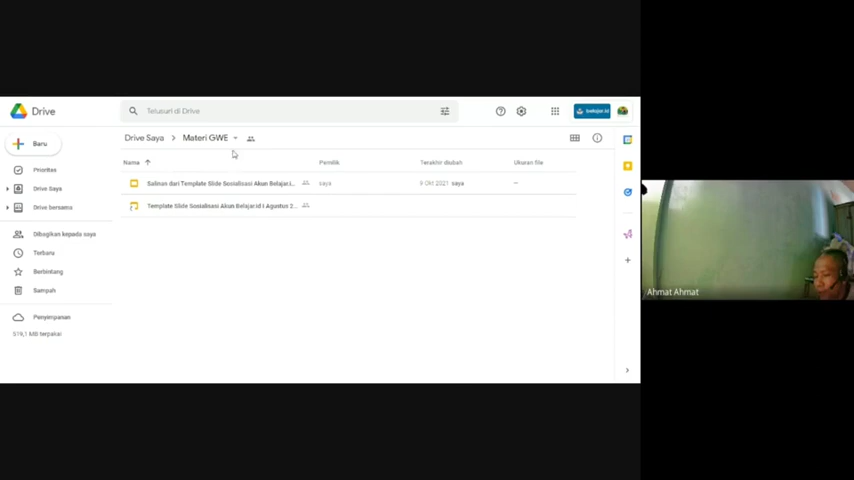 Drive
Telusuri di Drive
belajar.id
Drive Saya > Materi GWE
Baru
Nama
Pemilik
Terakhir diubah
Ukuran file
Prioritas
Salinan dari Template Slide Sosialisasi Akun Belajar.i...
saya
6 Okt 2021 saya
—
Drive Saya
Template Slide Sosialisasi Akun Belajar.id I Agustus 2...
Drive bersama
Dibagikan kepada saya
Terbaru
Berbintang
Sampah
Penyimpanan
519,1 MB terpakai
Ahmat Ahmat